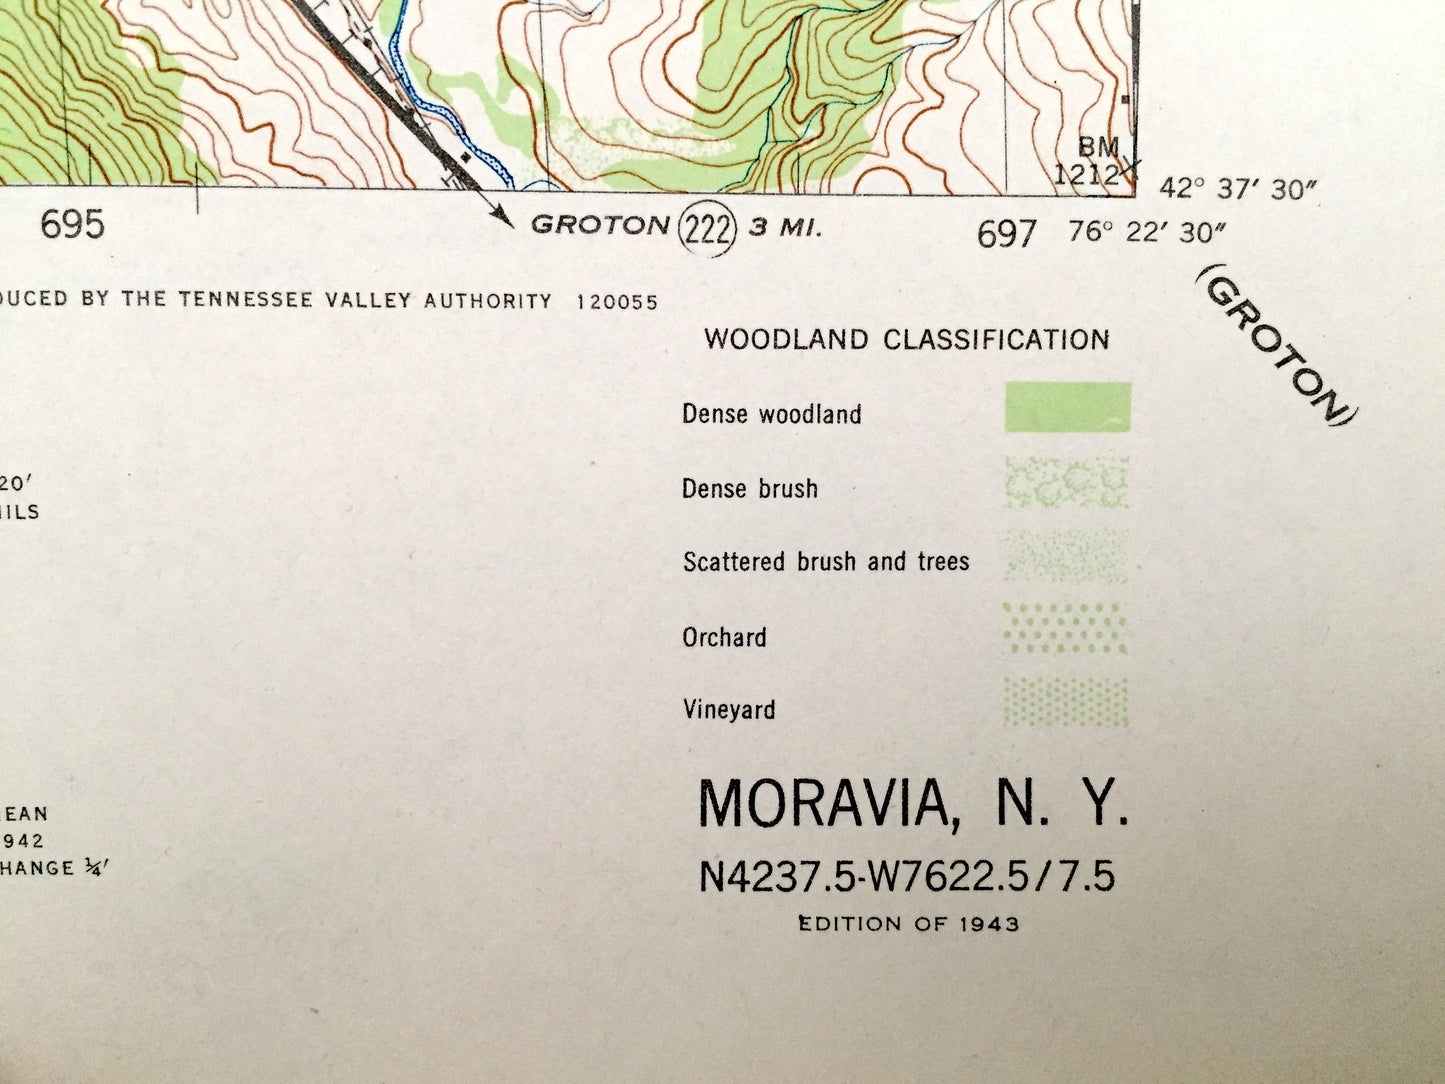 BM
1212
42° 37′ 30″
695
GROTON 222 3 MI.
697
76° 22′ 30″
(GROTON)
DUCED BY THE TENNESSEE VALLEY AUTHORITY 120055
WOODLAND CLASSIFICATION
Dense woodland
Dense brush
20′
Scattered brush and trees
Orchard
Vineyard
MORAVIA, N. Y.
EAN
942
HANGE ¼′
N4237.5-W7622.5/7.5
EDITION OF 1943